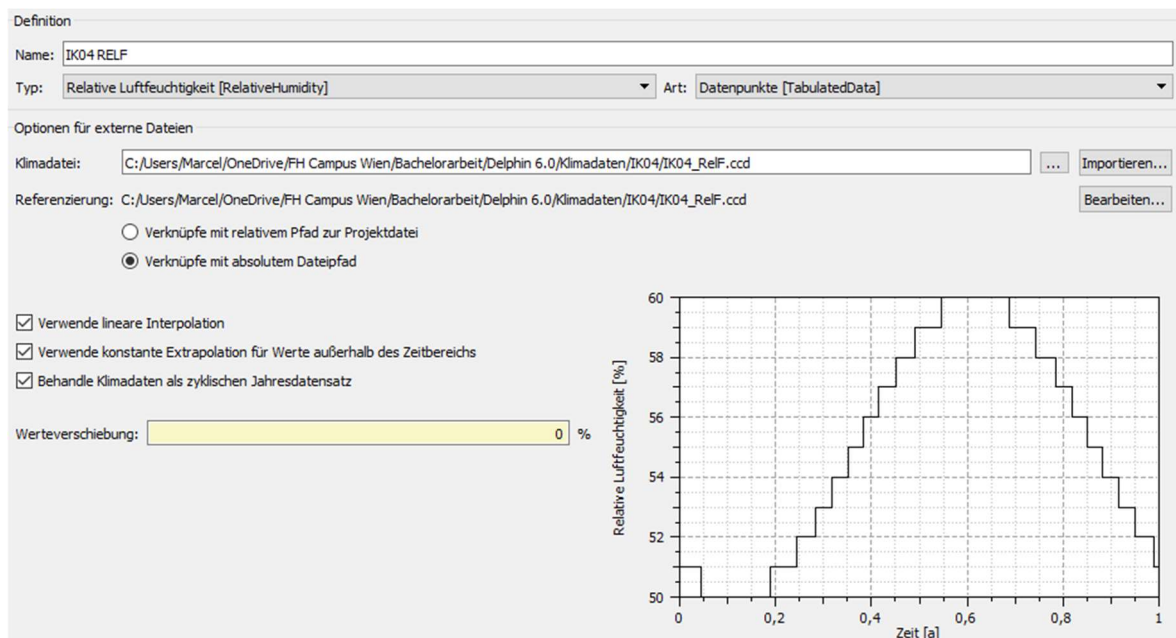 Definition
Name: IK04 RELF
Typ: Relative Luftfeuchtigkeit [RelativeHumidity] Art: Datenpunkte [TabulatedData]
Optionen für externe Dateien
Klimadatei: C:/Users/Marcel/OneDrive/FH Campus Wien/Bachelorarbeit/Delphin 6.0/Klimadaten/IK04/IK04_RelF.ccd ... Importieren...
Referenzierung: C:/Users/Marcel/OneDrive/FH Campus Wien/Bachelorarbeit/Delphin 6.0/Klimadaten/IK04/IK04_RelF.ccd Bearbeiten...
Verknüpfe mit relativem Pfad zur Projektdatei
Verknüpfe mit absolutem Dateipfad
Verwende lineare Interpolation
Verwende konstante Extrapolation für Werte außerhalb des Zeitbereichs
Behandle Klimadaten als zyklischen Jahresdatensatz
Werteverschiebung: 0 %
Relative Luftfeuchtigkeit [%]
60
58
56
54
52
50
0 0,2 0,4 0,6 0,8 1
Zeit [a]